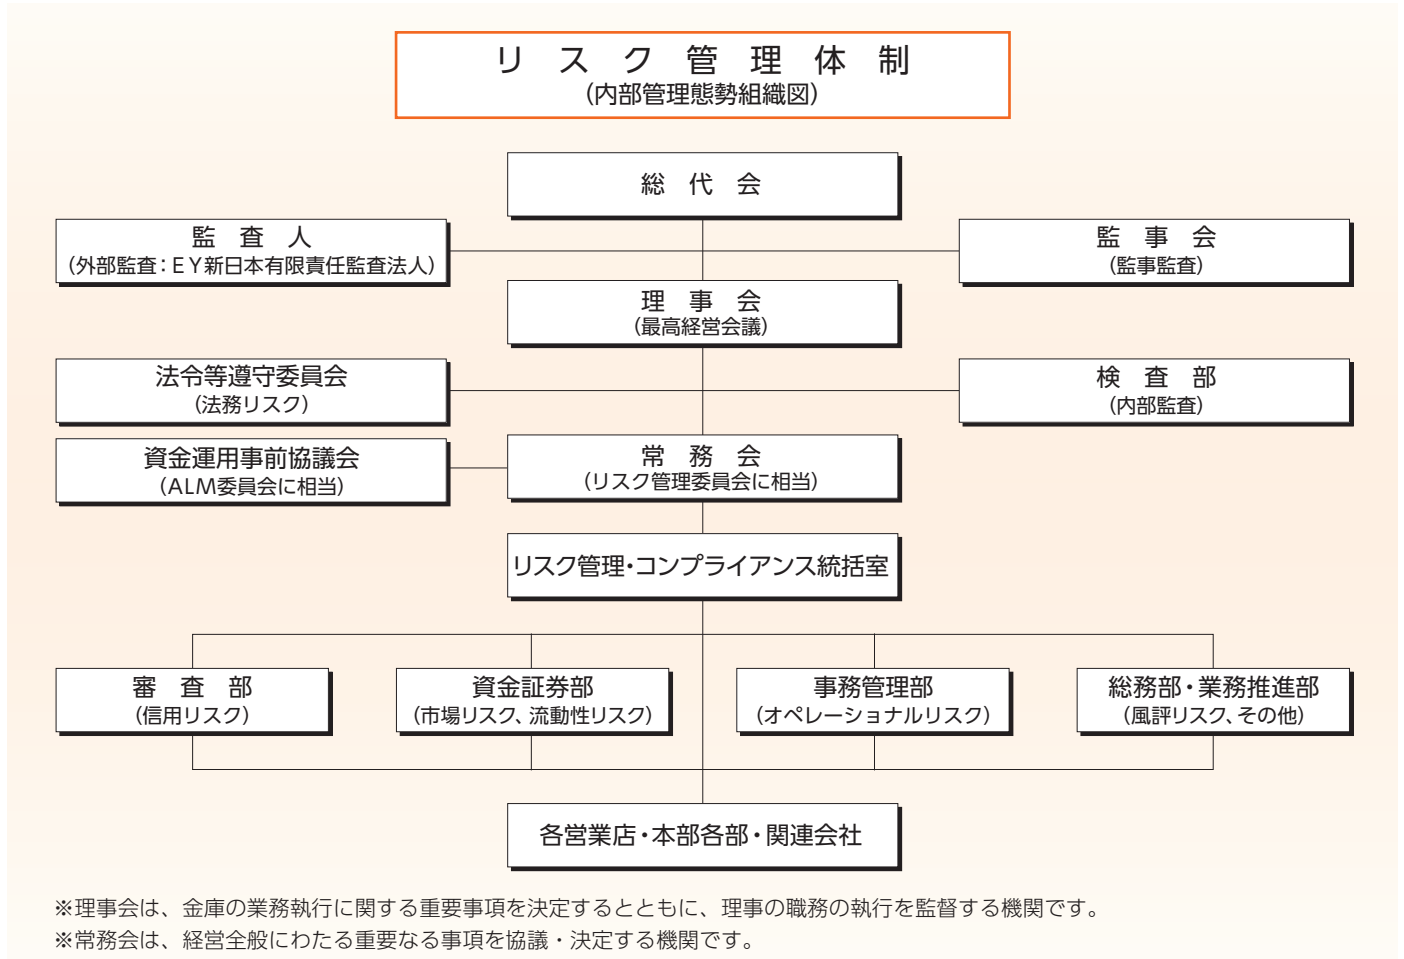 リスク管理体制
(内部管理態勢組織図)
総代会
監査人
(外部監査：EY新日本有限責任監査法人)
監事会
(監事監査)
理事会
(最高経営会議)
法令等遵守委員会
(法務リスク)
検査部
(内部監査)
資金運用事前協議会
(ALM委員会に相当)
常務会
(リスク管理委員会に相当)
リスク管理・コンプライアンス統括室
審査部
(信用リスク)
資金証券部
(市場リスク、流動性リスク)
事務管理部
(オペレーショナルリスク)
総務部・業務推進部
(風評リスク、その他)
各営業店・本部各部・関連会社
※理事会は、金庫の業務執行に関する重要事項を決定するとともに、理事の職務の執行を監督する機関です。
※常務会は、経営全般にわたる重要なる事項を協議・決定する機関です。